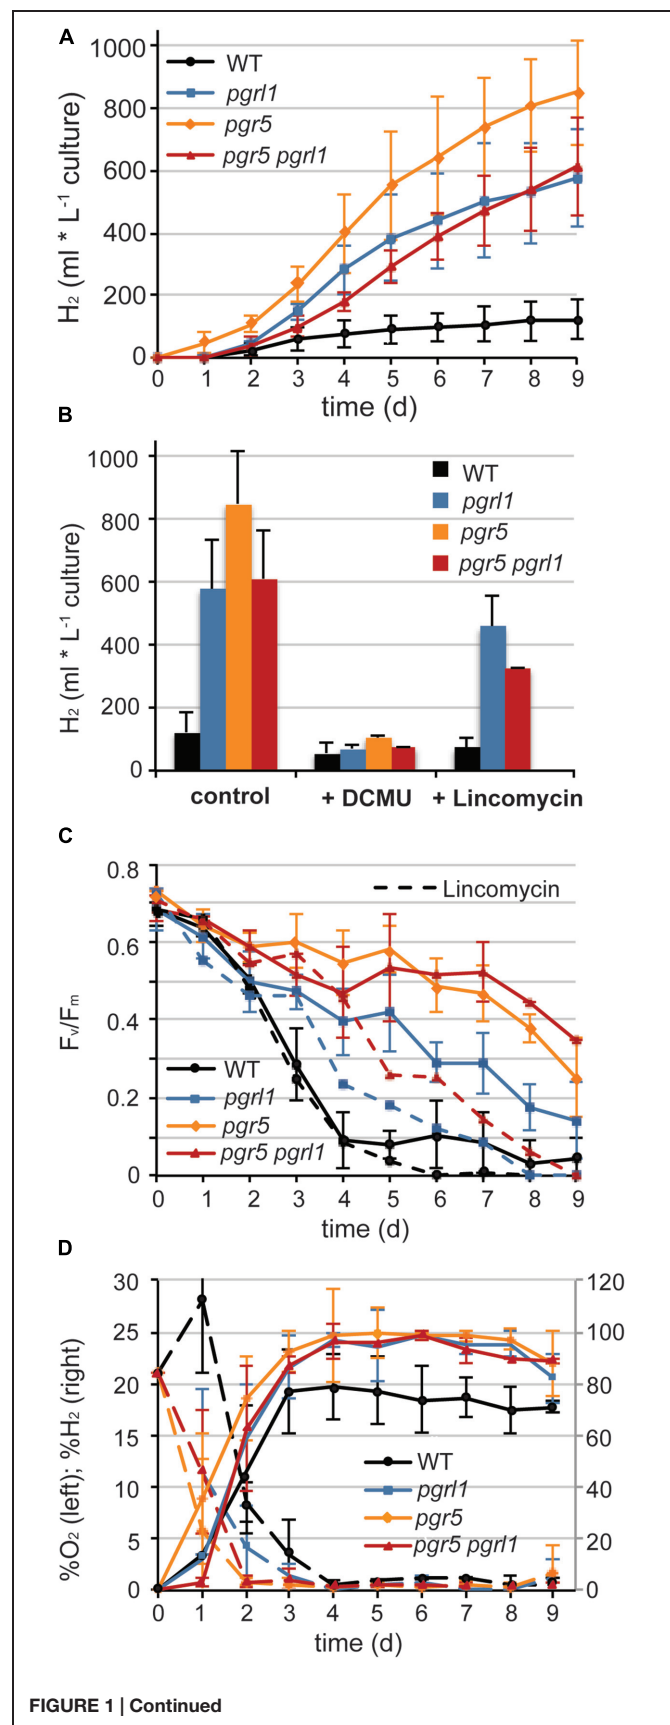 A
1000
800
600
400
200
0
H₂ (ml * L⁻¹ culture)
WT
pgrl1
pgr5
pgr5 pgrl1
0 1 2 3 4 5 6 7 8 9
time (d)
B
1000
800
600
400
200
0
H₂ (ml * L⁻¹ culture)
WT
pgrl1
pgr5
pgr5 pgrl1
control + DCMU + Lincomycin
C
0.8
0.6
0.4
0.2
0
Fᵥ/Fₘ
Lincomycin
WT
pgrl1
pgr5
pgr5 pgrl1
0 1 2 3 4 5 6 7 8 9
time (d)
D
30 120
25 100
20 80
15 60
10 40
5 20
0 0
%O₂ (left); %H₂ (right)
WT
pgrl1
pgr5
pgr5 pgrl1
0 1 2 3 4 5 6 7 8 9
time (d)
FIGURE 1 | Continued